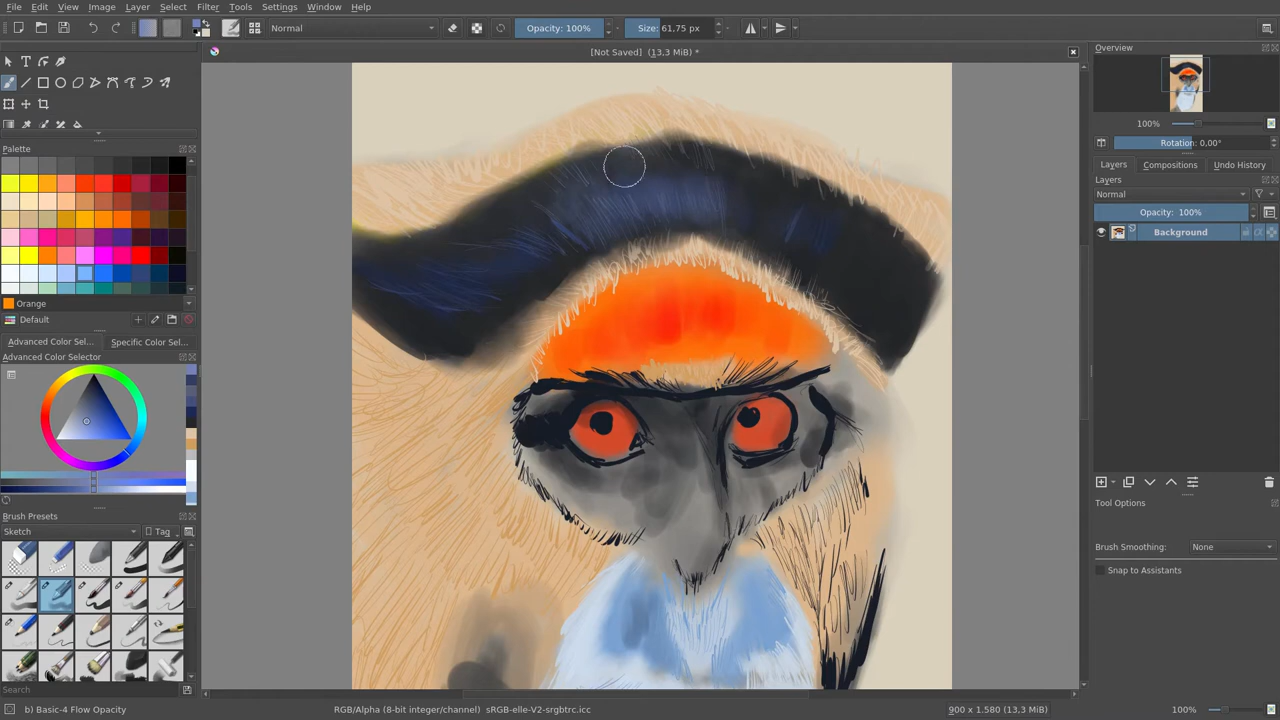 File Edit View Image Layer Select Filter Tools Settings Window Help
Normal Opacity: 100% Size: 61,75 px
[Not Saved] (13,3 MiB) *
Overview
100%
Rotation: 0,00°
Layers Compositions Undo History
Layers
Normal
Opacity: 100%
Background
Tool Options
Brush Smoothing: None
Snap to Assistants
Palette
Orange
Default
Advanced Color Sel... Specific Color Sel...
Advanced Color Selector
Brush Presets
Sketch Tag
Search
b) Basic-4 Flow Opacity RGB/Alpha (8-bit integer/channel) sRGB-elle-V2-srgbtrc.icc 900 x 1.580 (13,3 MiB) 100%